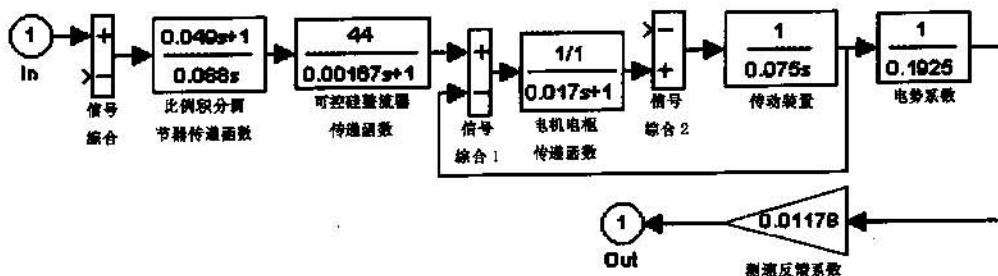 1
In
+
−
信号
综合
0.049s+1
0.088s
比例积分调
节器传递函数
44
0.00167s+1
可控硅整流器
传递函数
+
−
信号
综合 1
1/1
0.017s+1
电机电枢
传递函数
−
+
信号
综合 2
1
0.075s
传动装置
1
0.1925
电势系数
0.01178
测速反馈系数
1
Out